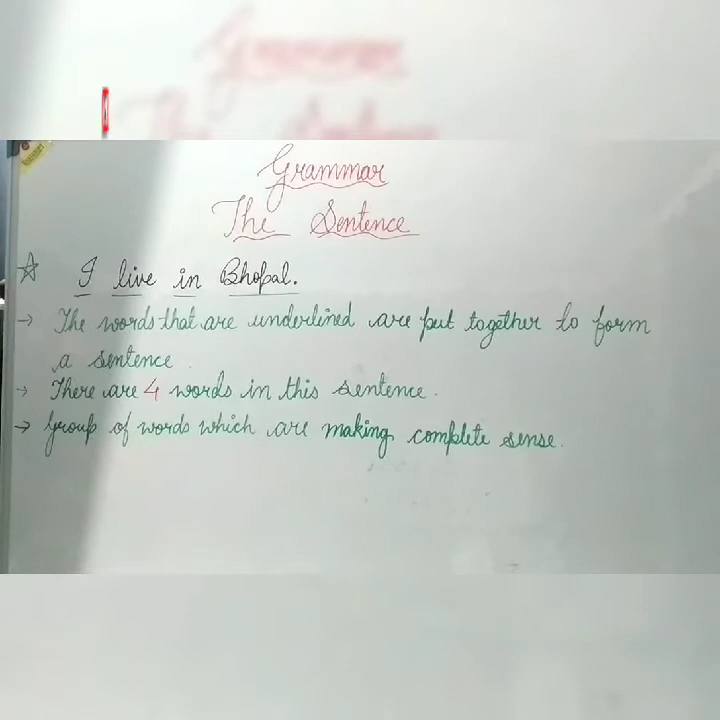 Grammar
The Sentence
☆ I live in Bhopal.
→ The words that are underlined are put together to form
a sentence.
→ There are 4 words in this sentence.
→ Group of words which are making complete sense.